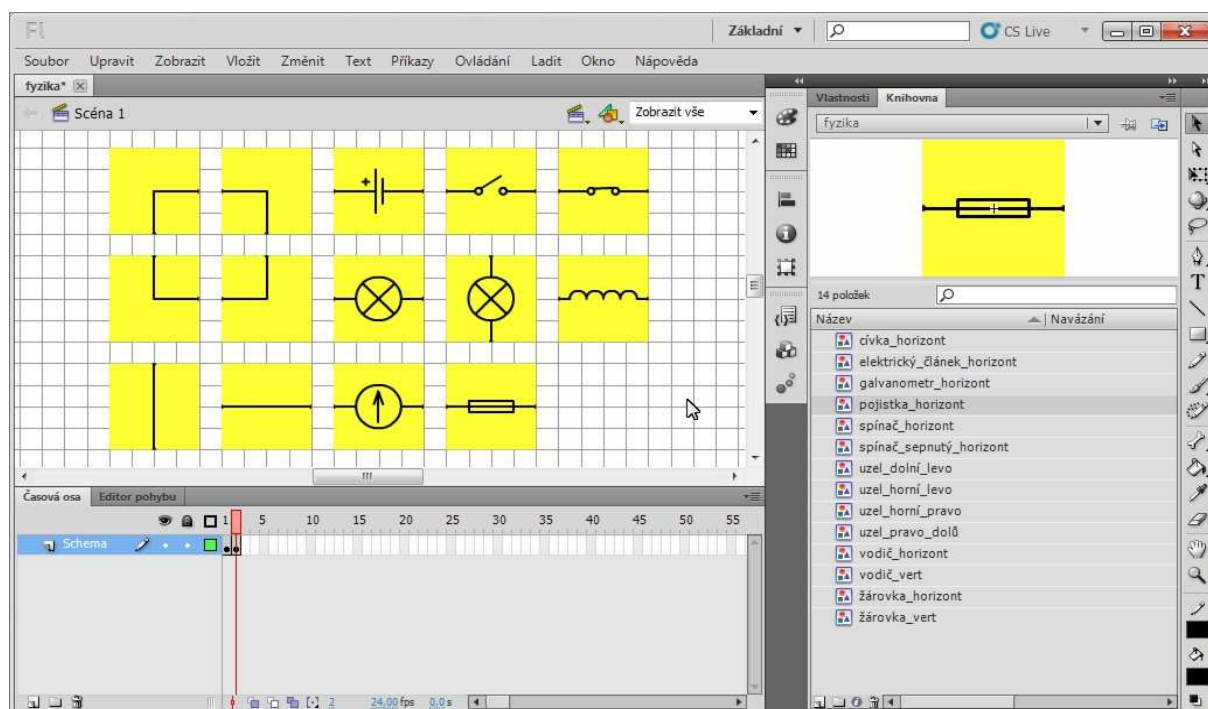 Fl
Základní
CS Live
Soubor Upravit Zobrazit Vložit Změnit Text Příkazy Ovládání Ladit Okno Nápověda
fyzika*
Scéna 1
Zobrazit vše
Vlastnosti Knihovna
fyzika
14 položek
Název Navázání
cívka_horizont
elektrický_článek_horizont
galvanometr_horizont
pojistka_horizont
spínač_horizont
spínač_sepnutý_horizont
uzel_dolní_levo
uzel_horní_levo
uzel_horní_pravo
uzel_pravo_dolů
vodič_horizont
vodič_vert
žárovka_horizont
žárovka_vert
Časová osa Editor pohybu
1 5 10 15 20 25 30 35 40 45 50 55
Schema
2 24.00 fps 0.0 s